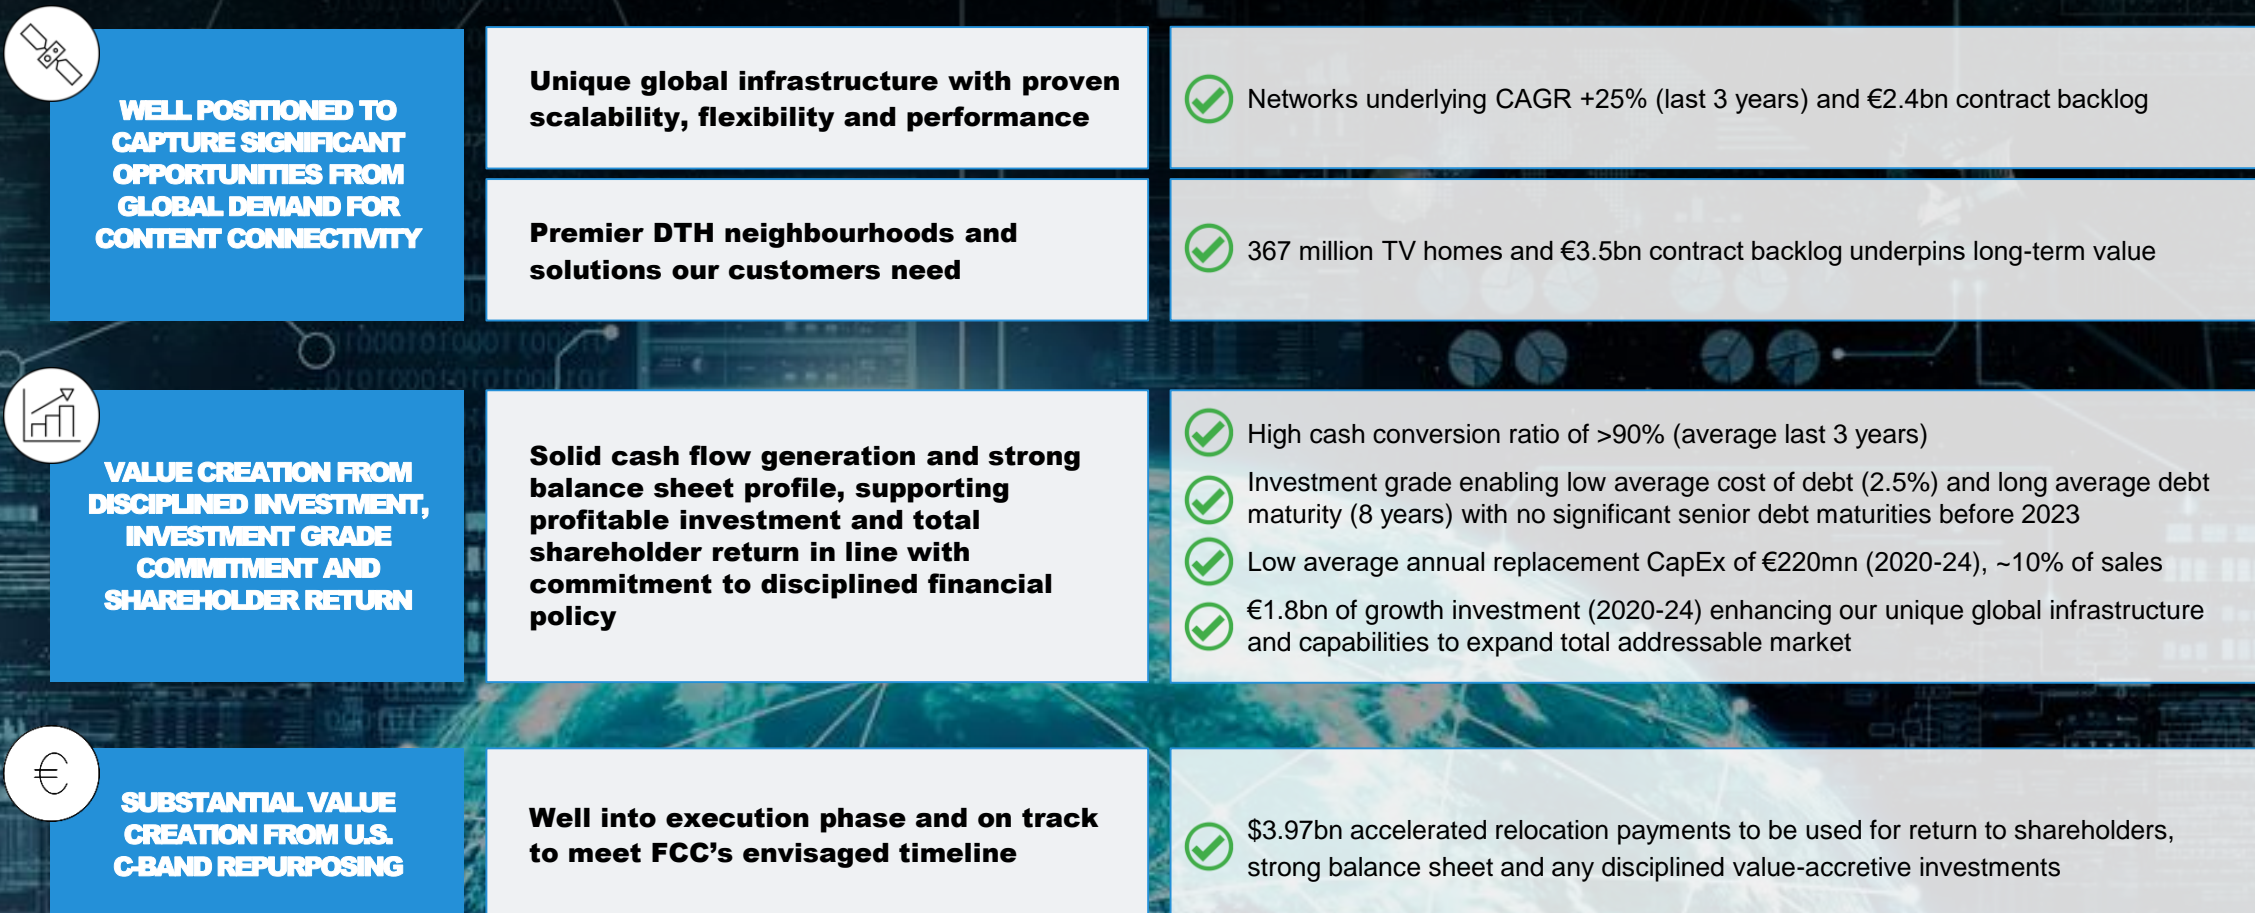 WELL POSITIONED TO
CAPTURE SIGNIFICANT
OPPORTUNITIES FROM
GLOBAL DEMAND FOR
CONTENT CONNECTIVITY
Unique global infrastructure with proven
scalability, flexibility and performance
Networks underlying CAGR +25% (last 3 years) and €2.4bn contract backlog
Premier DTH neighbourhoods and
solutions our customers need
367 million TV homes and €3.5bn contract backlog underpins long-term value
VALUE CREATION FROM
DISCIPLINED INVESTMENT,
INVESTMENT GRADE
COMMITMENT AND
SHAREHOLDER RETURN
Solid cash flow generation and strong
balance sheet profile, supporting
profitable investment and total
shareholder return in line with
commitment to disciplined financial
policy
High cash conversion ratio of >90% (average last 3 years)
Investment grade enabling low average cost of debt (2.5%) and long average debt
maturity (8 years) with no significant senior debt maturities before 2023
Low average annual replacement CapEx of €220mn (2020-24), ~10% of sales
€1.8bn of growth investment (2020-24) enhancing our unique global infrastructure
and capabilities to expand total addressable market
€
SUBSTANTIAL VALUE
CREATION FROM U.S.
C-BAND REPURPOSING
Well into execution phase and on track
to meet FCC's envisaged timeline
$3.97bn accelerated relocation payments to be used for return to shareholders,
strong balance sheet and any disciplined value-accretive investments